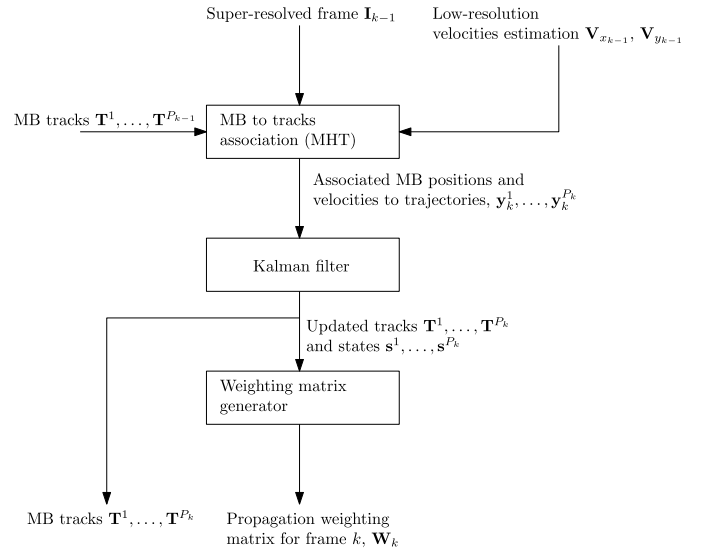 Super-resolved frame $\mathbf{I}_{k-1}$
Low-resolution
velocities estimation $\mathbf{V}_{x_{k-1}}$, $\mathbf{V}_{y_{k-1}}$
MB tracks $\mathbf{T}^1, \ldots, \mathbf{T}^{P_{k-1}}$
MB to tracks
association (MHT)
Associated MB positions and
velocities to trajectories, $\mathbf{y}_k^1, \ldots, \mathbf{y}_k^{P_k}$
Kalman filter
Updated tracks $\mathbf{T}^1, \ldots, \mathbf{T}^{P_k}$
and states $\mathbf{s}^1, \ldots, \mathbf{s}^{P_k}$
Weighting matrix
generator
MB tracks $\mathbf{T}^1, \ldots, \mathbf{T}^{P_k}$
Propagation weighting
matrix for frame $k$, $\mathbf{W}_k$